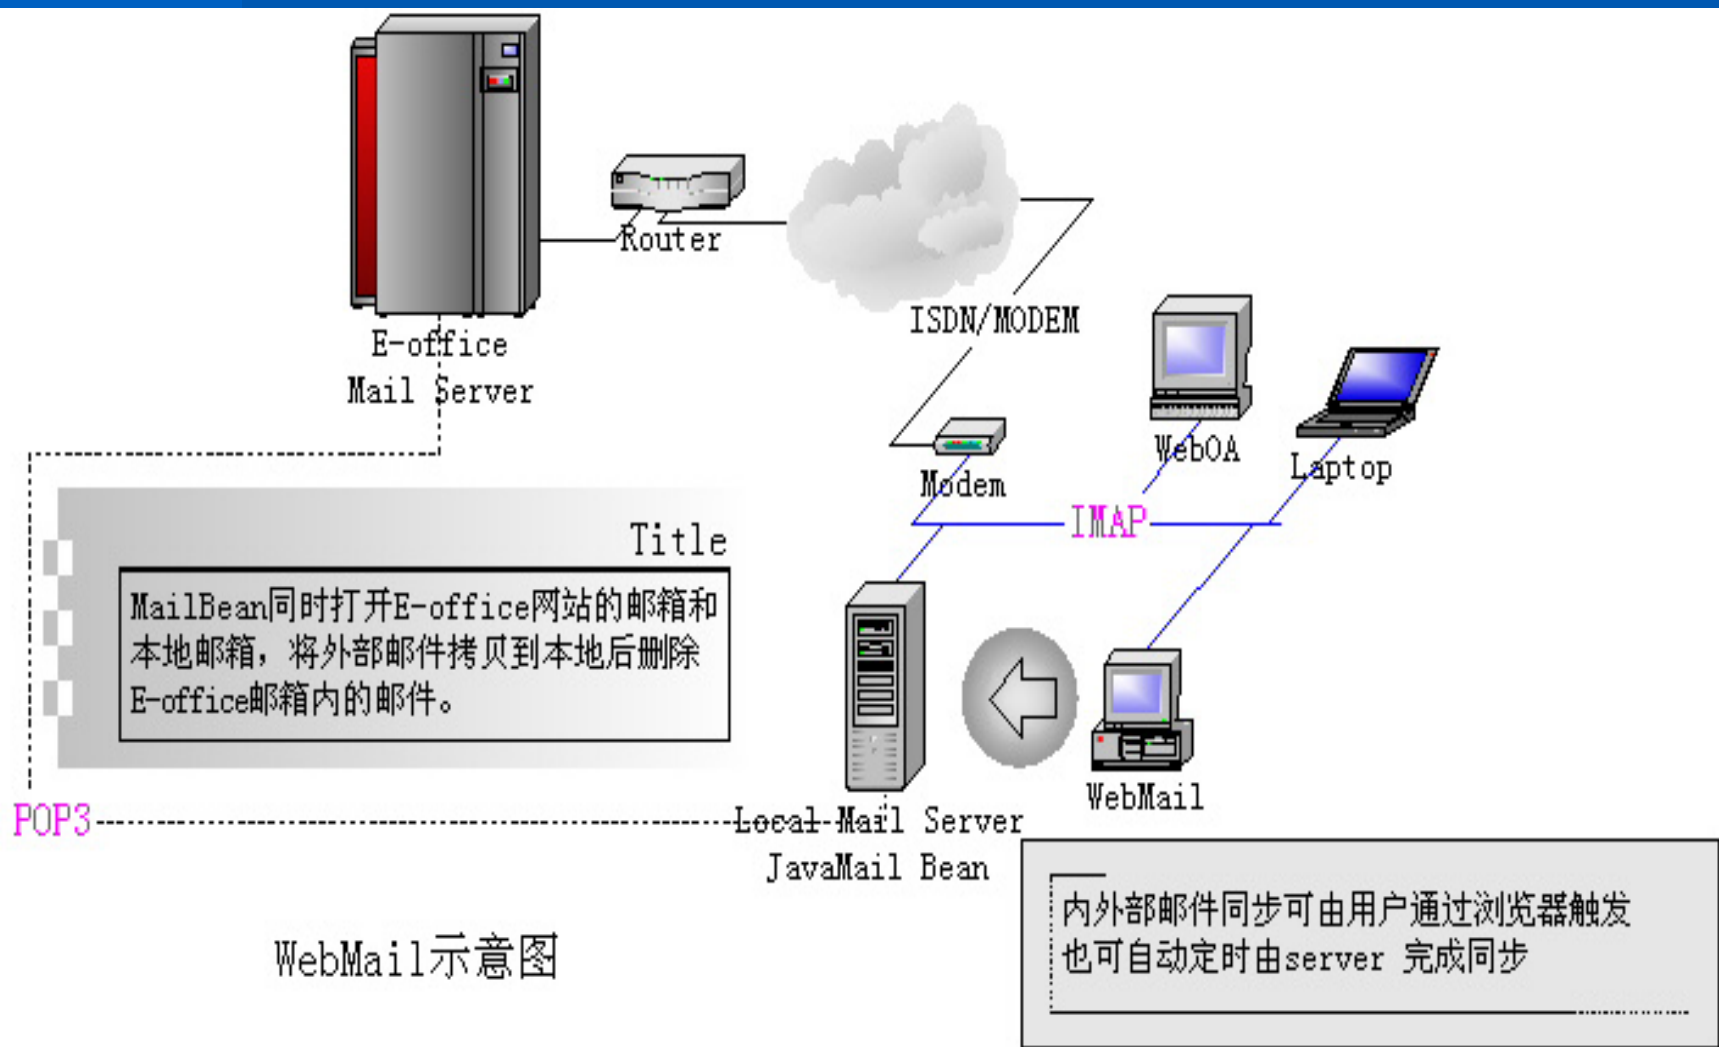 Router
E-office
Mail Server
ISDN/MODEM
WebOA
Laptop
Modem
IMAP
Title
MailBean同时打开E-office网站的邮箱和
本地邮箱，将外部邮件拷贝到本地后删除
E-office邮箱内的邮件。
WebMail
POP3
Local Mail Server
JavaMail Bean
内外部邮件同步可由用户通过浏览器触发
也可自动定时由server 完成同步
WebMail示意图